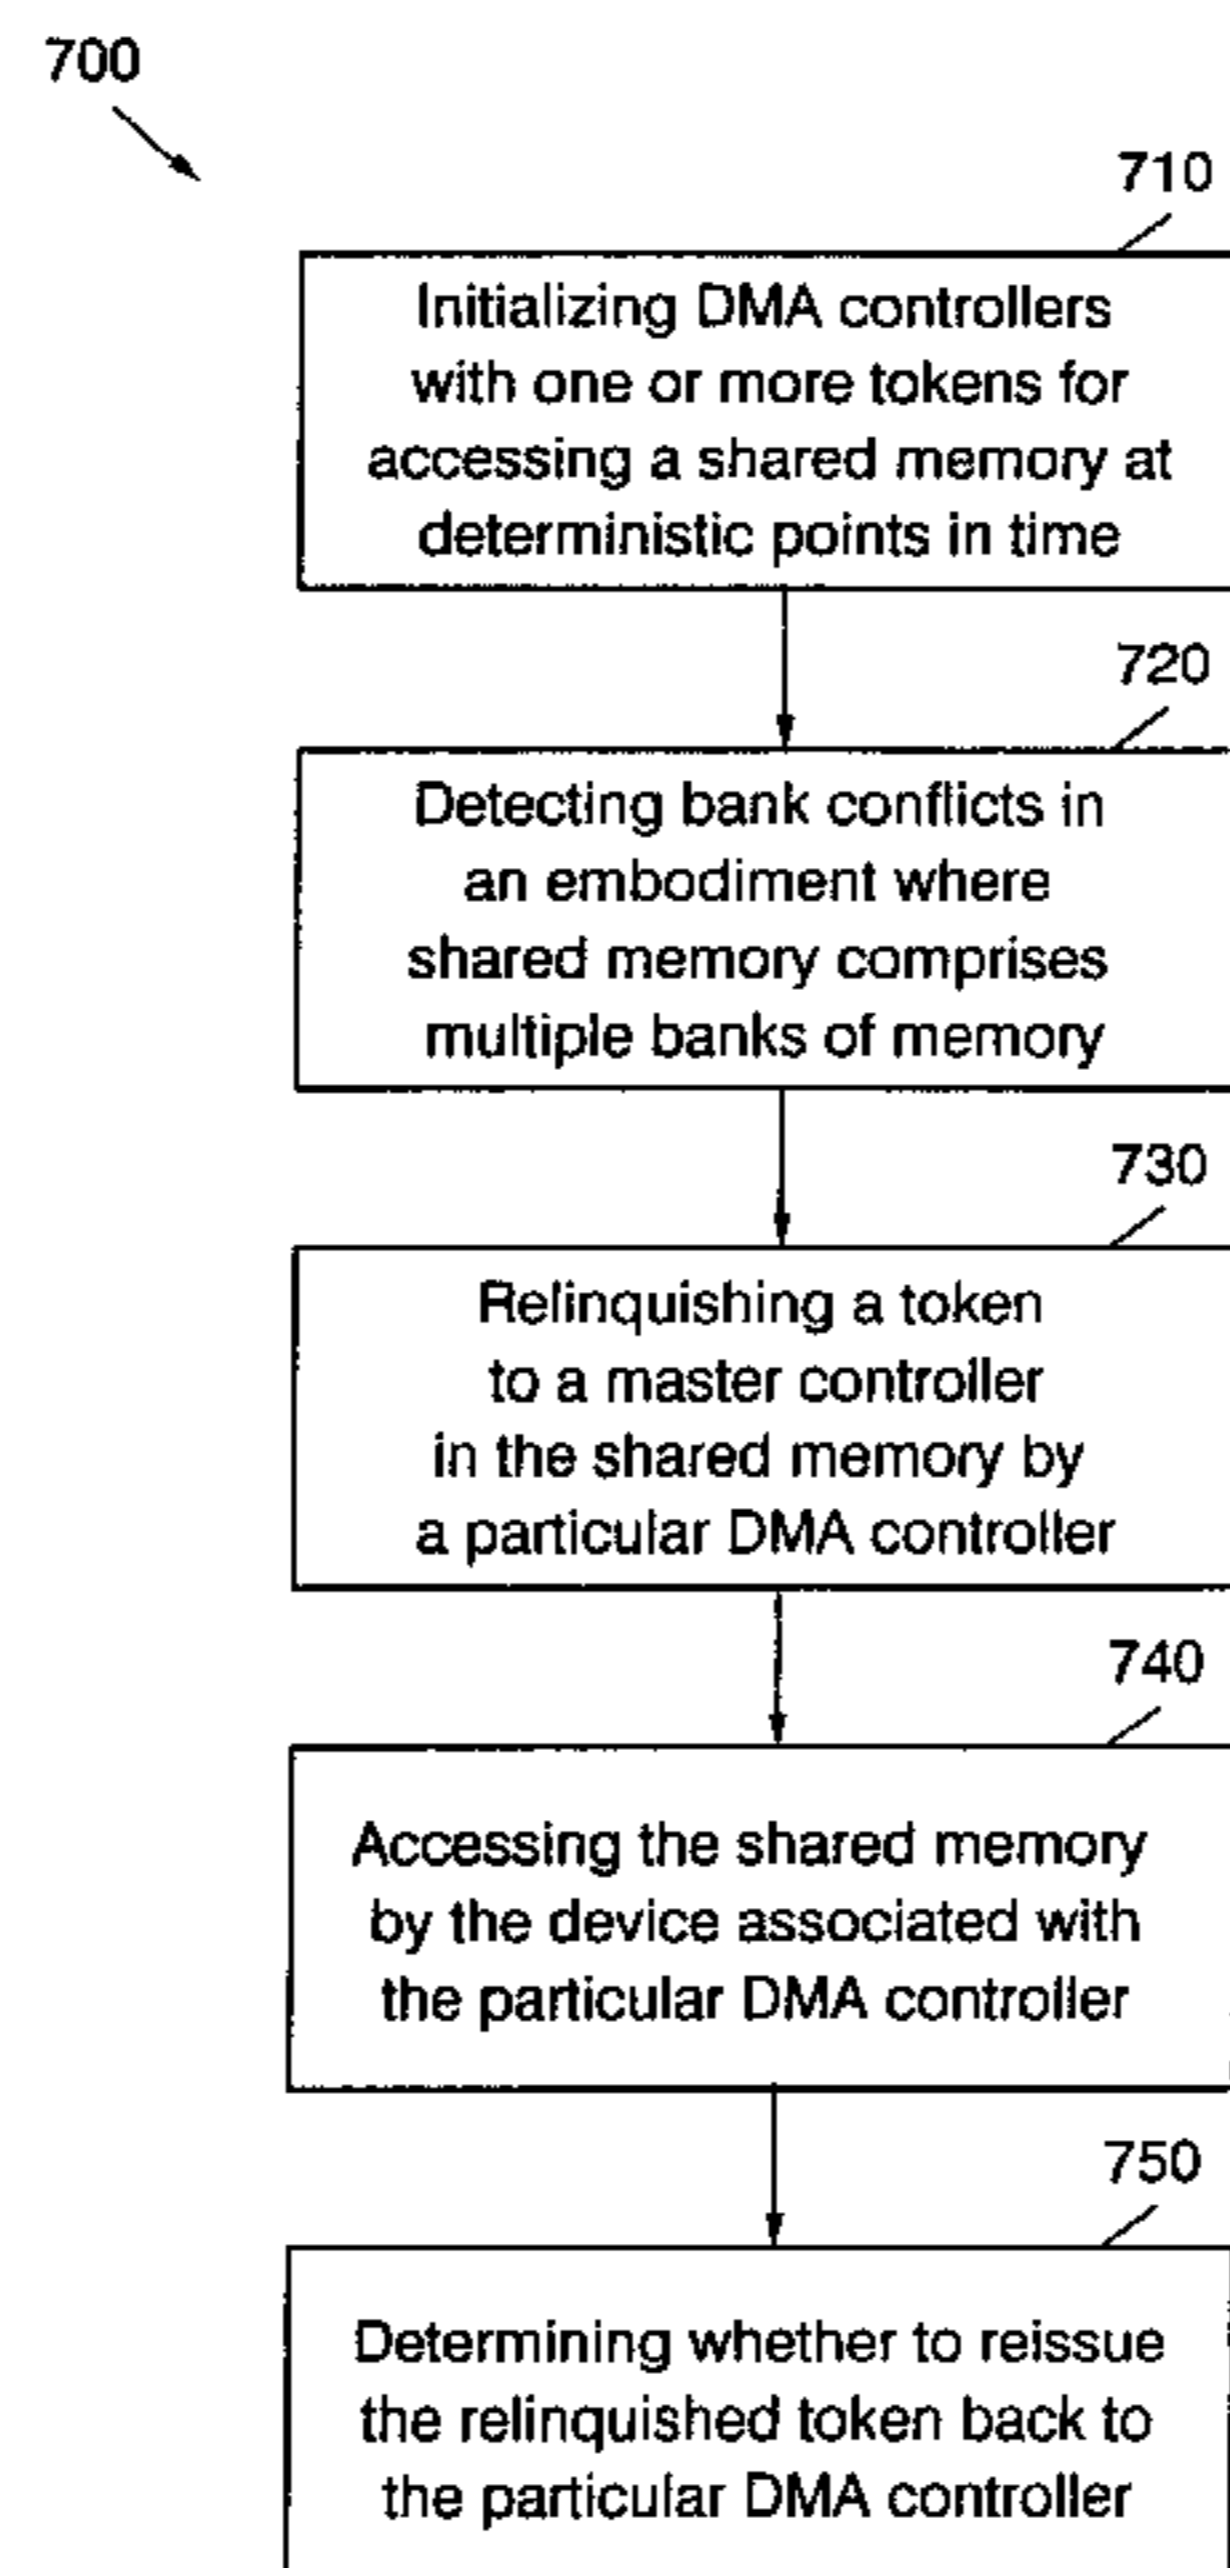 700
710
Initializing DMA controllers
with one or more tokens for
accessing a shared memory at
deterministic points in time
720
Detecting bank conflicts in
an embodiment where
shared memory comprises
multiple banks of memory
730
Relinquishing a token
to a master controller
in the shared memory by
a particular DMA controller
740
Accessing the shared memory
by the device associated with
the particular DMA controller
750
Determining whether to reissue
the relinquished token back to
the particular DMA controller